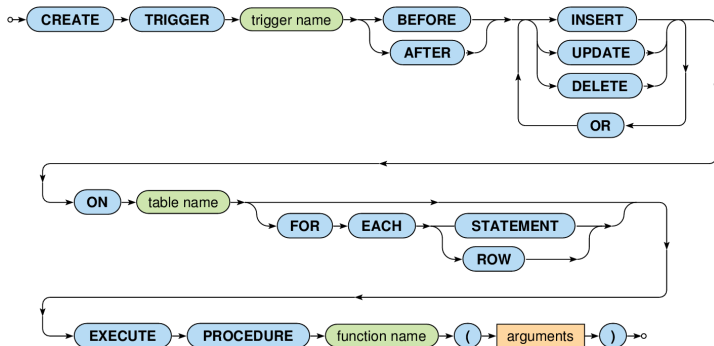 CREATE TRIGGER trigger name BEFORE INSERT
AFTER UPDATE
DELETE
OR
ON table name
FOR EACH STATEMENT
ROW
EXECUTE PROCEDURE function name ( arguments )